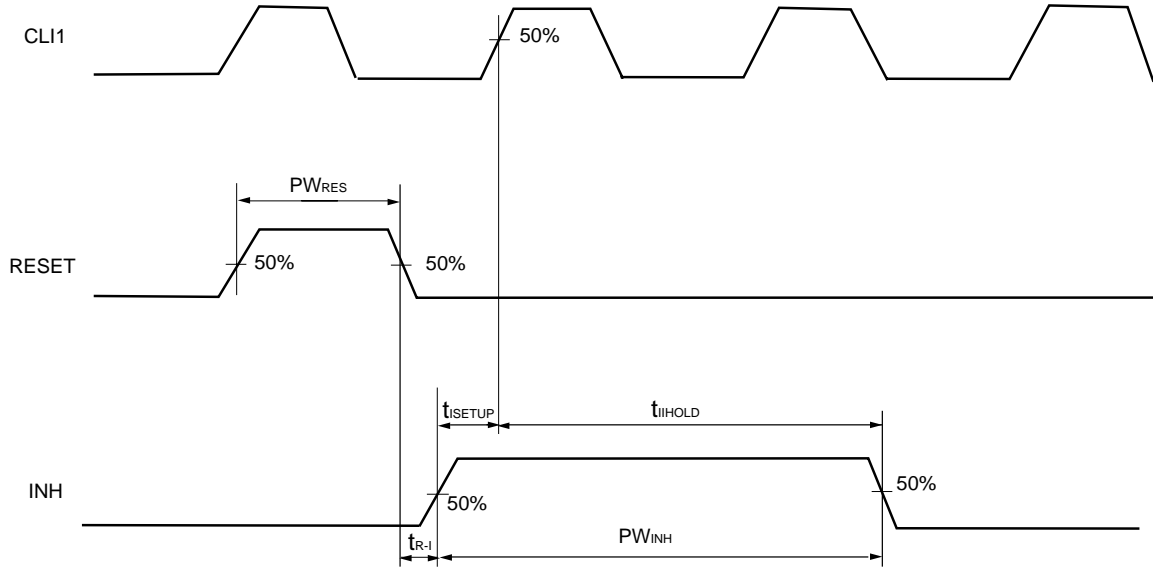 CLI1
50%
PWRES
RESET
50%
50%
tISETUP
tIIHOLD
INH
50%
50%
tR-I
PWINH